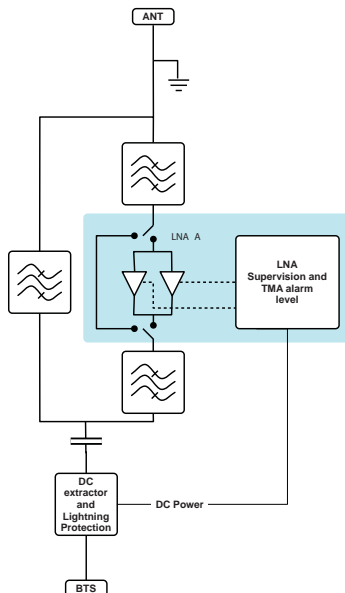 ANT
LNA A
LNA
Supervision and
TMA alarm
level
DC
extractor
and
Lightning
Protection
DC Power
BTS